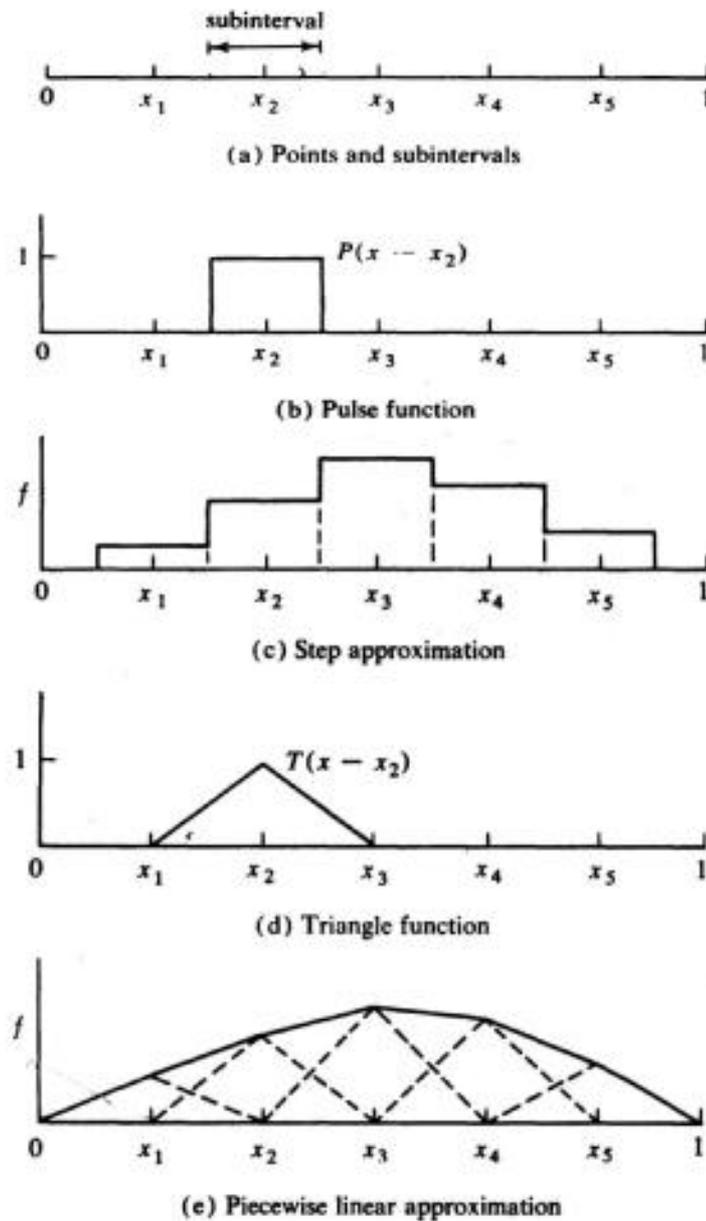 subinterval
0 x₁ x₂ x₃ x₄ x₅ 1
(a) Points and subintervals
1 P(x - x₂)
0 x₁ x₂ x₃ x₄ x₅ 1
(b) Pulse function
f
0 x₁ x₂ x₃ x₄ x₅ 1
(c) Step approximation
1 T(x − x₂)
0 x₁ x₂ x₃ x₄ x₅ 1
(d) Triangle function
f
0 x₁ x₂ x₃ x₄ x₅ 1
(e) Piecewise linear approximation